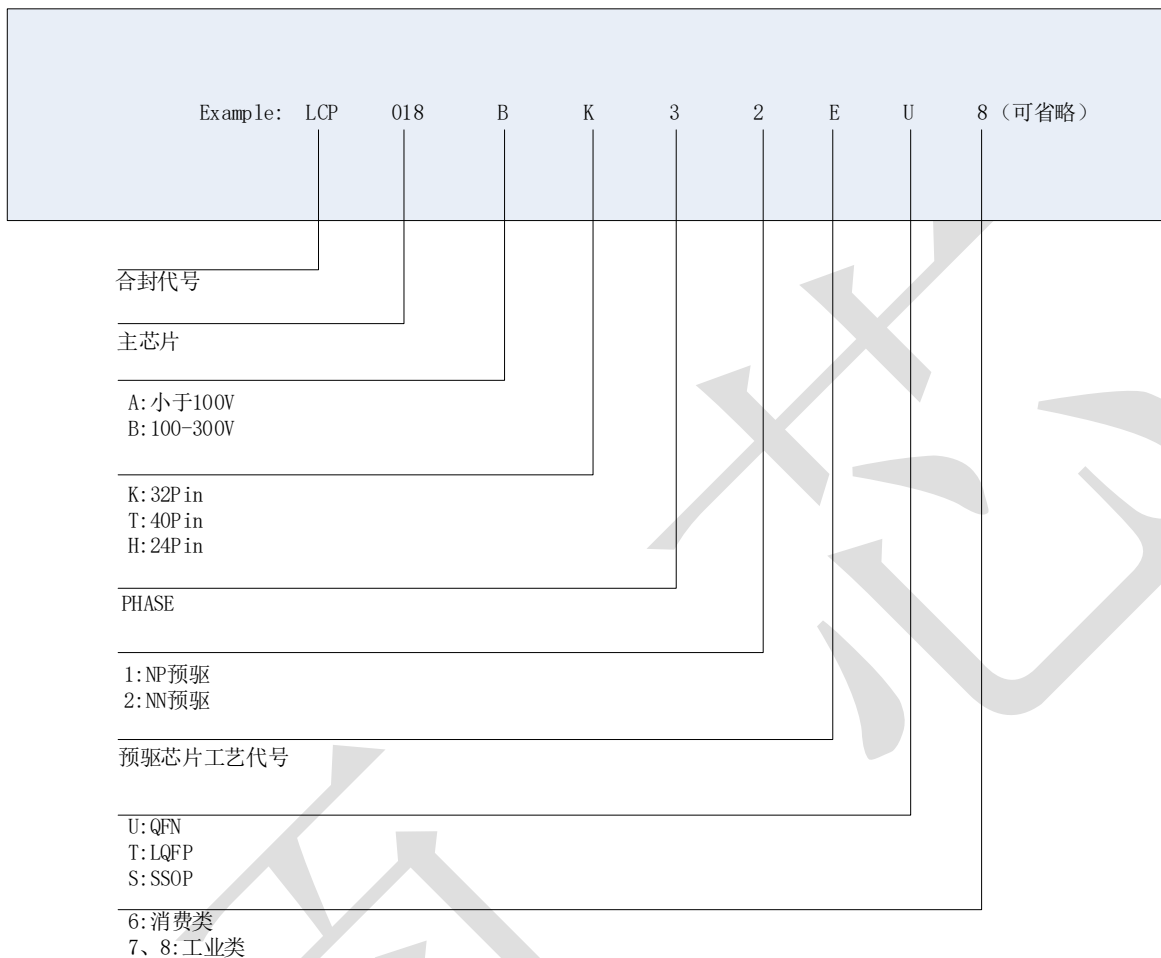 Example: LCP 018 B K 3 2 E U 8（可省略）
合封代号
主芯片
A:小于100V
B:100-300V
K:32Pin
T:40Pin
H:24Pin
PHASE
1:NP预驱
2:NN预驱
预驱芯片工艺代号
U:QFN
T:LQFP
S:SSOP
6:消费类
7、8:工业类